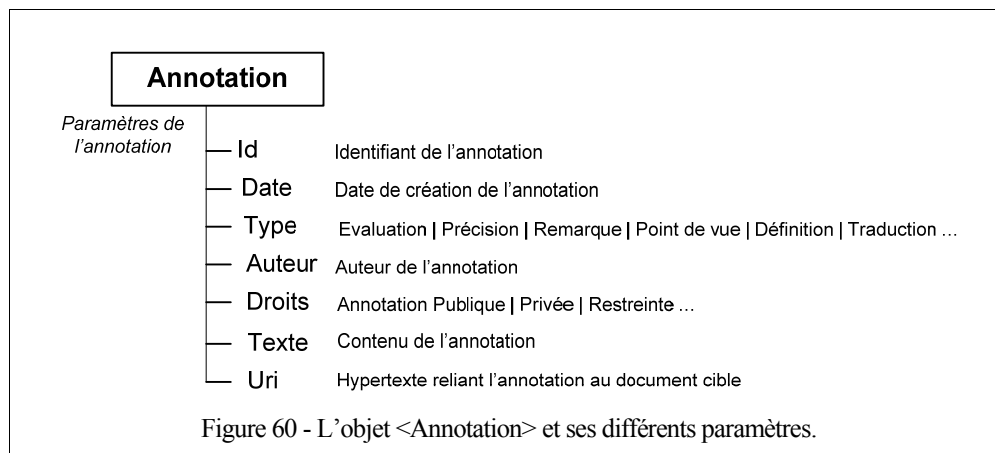 Annotation
Paramètres de
l’annotation
Id Identifiant de l’annotation
Date Date de création de l’annotation
Type Evaluation | Précision | Remarque | Point de vue | Définition | Traduction ...
Auteur Auteur de l’annotation
Droits Annotation Publique | Privée | Restreinte ...
Texte Contenu de l’annotation
Uri Hypertexte reliant l’annotation au document cible
Figure 60 - L’objet <Annotation> et ses différents paramètres.